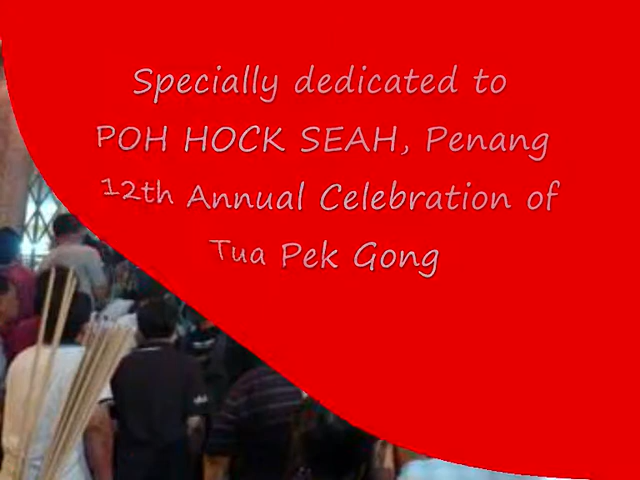 Specially dedicated to
POH HOCK SEAH, Penang
12th Annual Celebration of
Tua Pek Gong